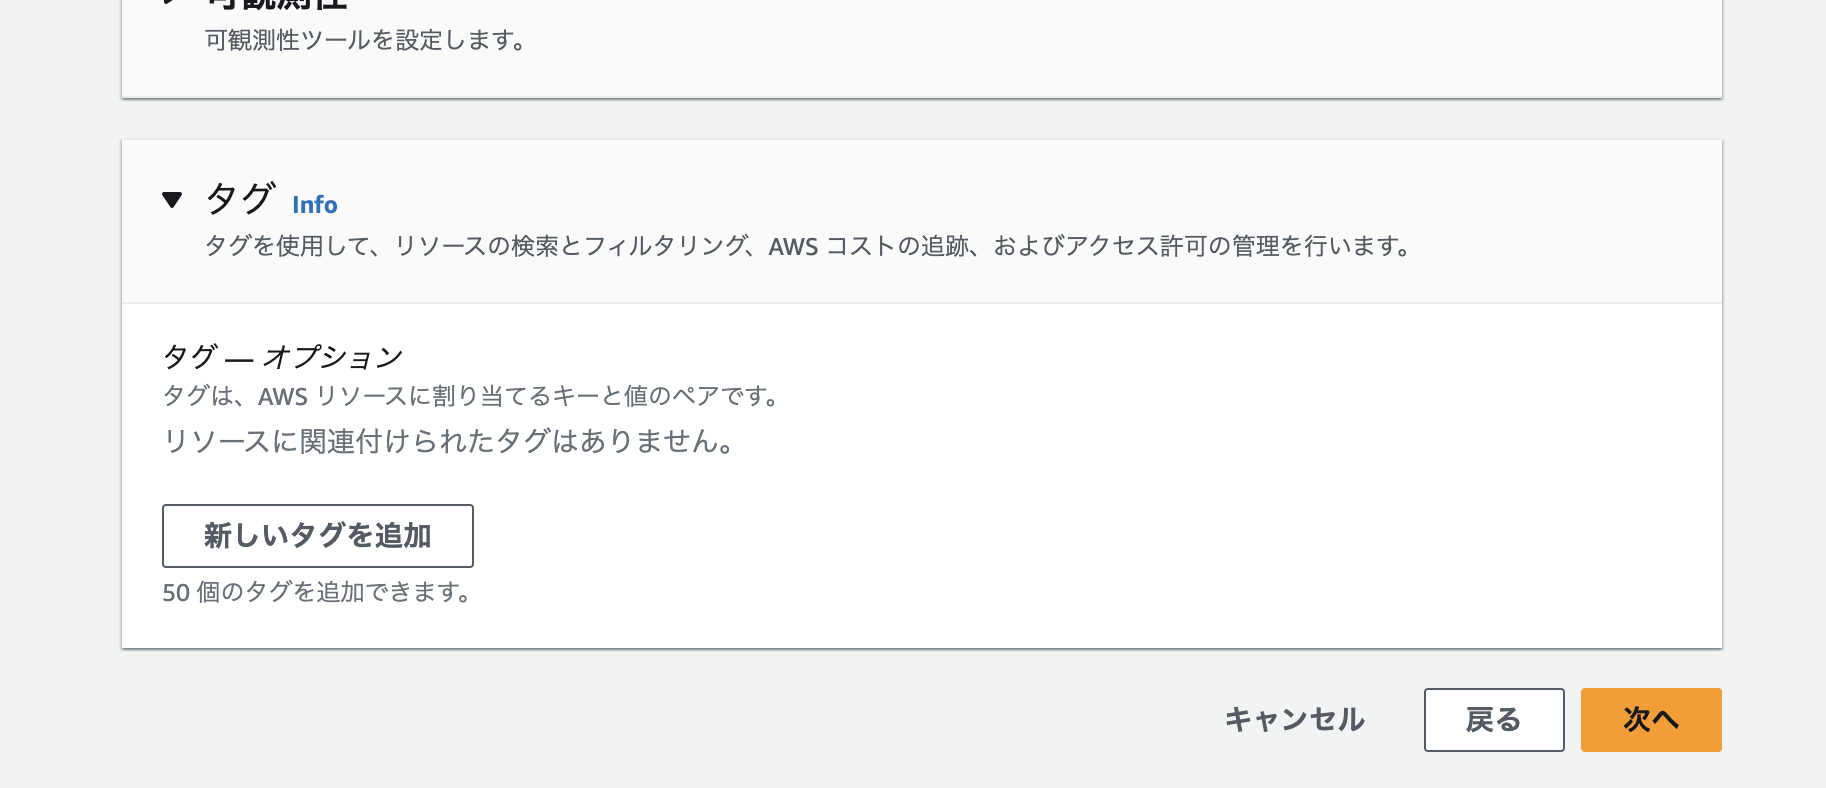 可観測性
可観測性ツールを設定します。
タグ Info
タグを使用して、リソースの検索とフィルタリング、AWS コストの追跡、およびアクセス許可の管理を行います。
タグ — オプション
タグは、AWS リソースに割り当てるキーと値のペアです。
リソースに関連付けられたタグはありません。
新しいタグを追加
50 個のタグを追加できます。
キャンセル 戻る 次へ